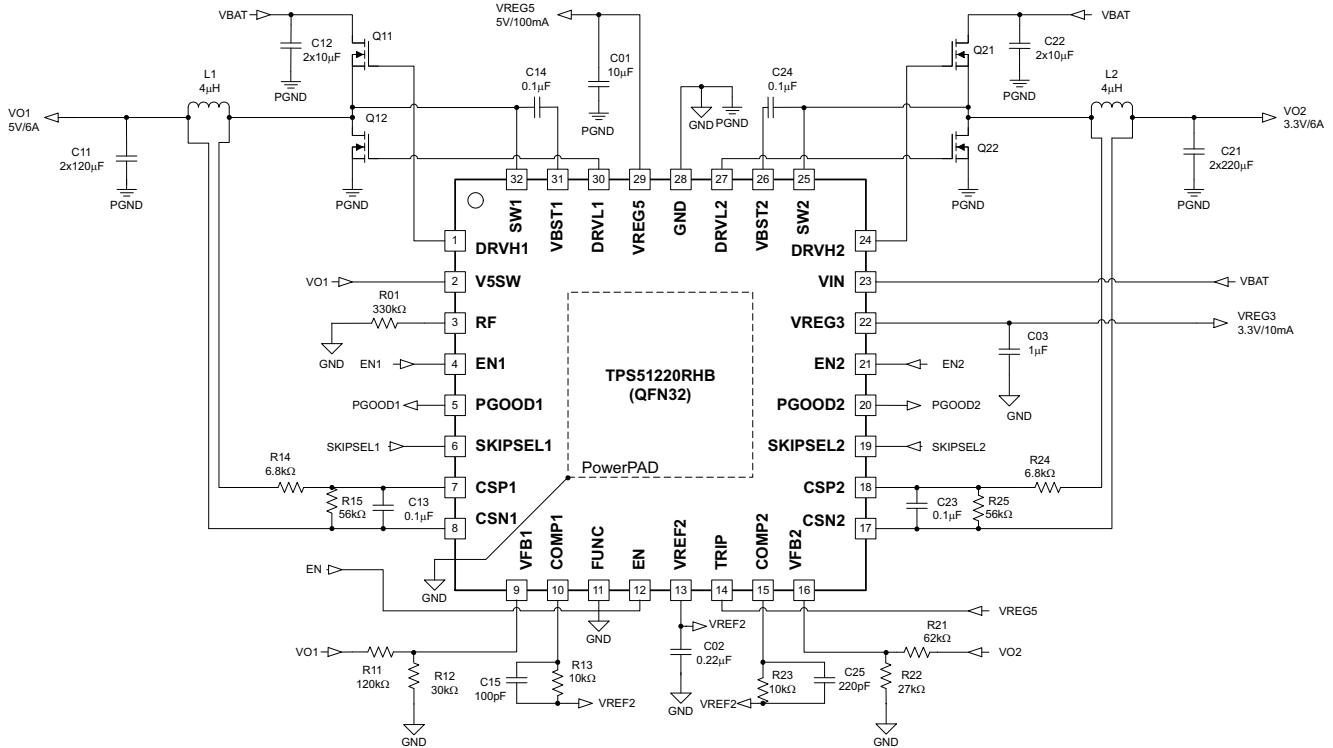 VBAT
VREG5
5V/100mA
VBAT
C12
2x10µF
Q11
C01
10µF
Q21
C22
2x10µF
L1
4µH
C14
0.1µF
C24
0.1µF
L2
4µH
PGND
PGND
GND
PGND
PGND
VO1
5V/6A
Q12
Q22
VO2
3.3V/6A
C11
2x120µF
C21
2x220µF
PGND
PGND
PGND
PGND
32
31
30
29
28
27
26
25
SW1
VBST1
DRVL1
VREG5
GND
DRVL2
VBST2
SW2
1
DRVH1
DRVH2
24
VO1
2
V5SW
VIN
23
VBAT
R01
330kΩ
3
RF
VREG3
22
VREG3
3.3V/10mA
GND
C03
1µF
GND
EN1
4
EN1
EN2
21
EN2
TPS51220RHB
(QFN32)
PGOOD1
5
PGOOD1
PGOOD2
20
PGOOD2
SKIPSEL1
6
SKIPSEL1
SKIPSEL2
19
SKIPSEL2
PowerPAD
R14
6.8kΩ
R24
6.8kΩ
7
CSP1
CSP2
18
R15
56kΩ
C13
0.1µF
C23
0.1µF
R25
56kΩ
8
CSN1
CSN2
17
VFB1
COMP1
FUNC
EN
VREF2
TRIP
COMP2
VFB2
EN
GND
9
10
11
12
13
14
15
16
GND
VREF2
VREG5
VO1
R11
120kΩ
R12
30kΩ
C15
100pF
R13
10kΩ
VREF2
C02
0.22µF
GND
R23
10kΩ
VREF2
C25
220pF
R21
62kΩ
VO2
R22
27kΩ
GND
GND